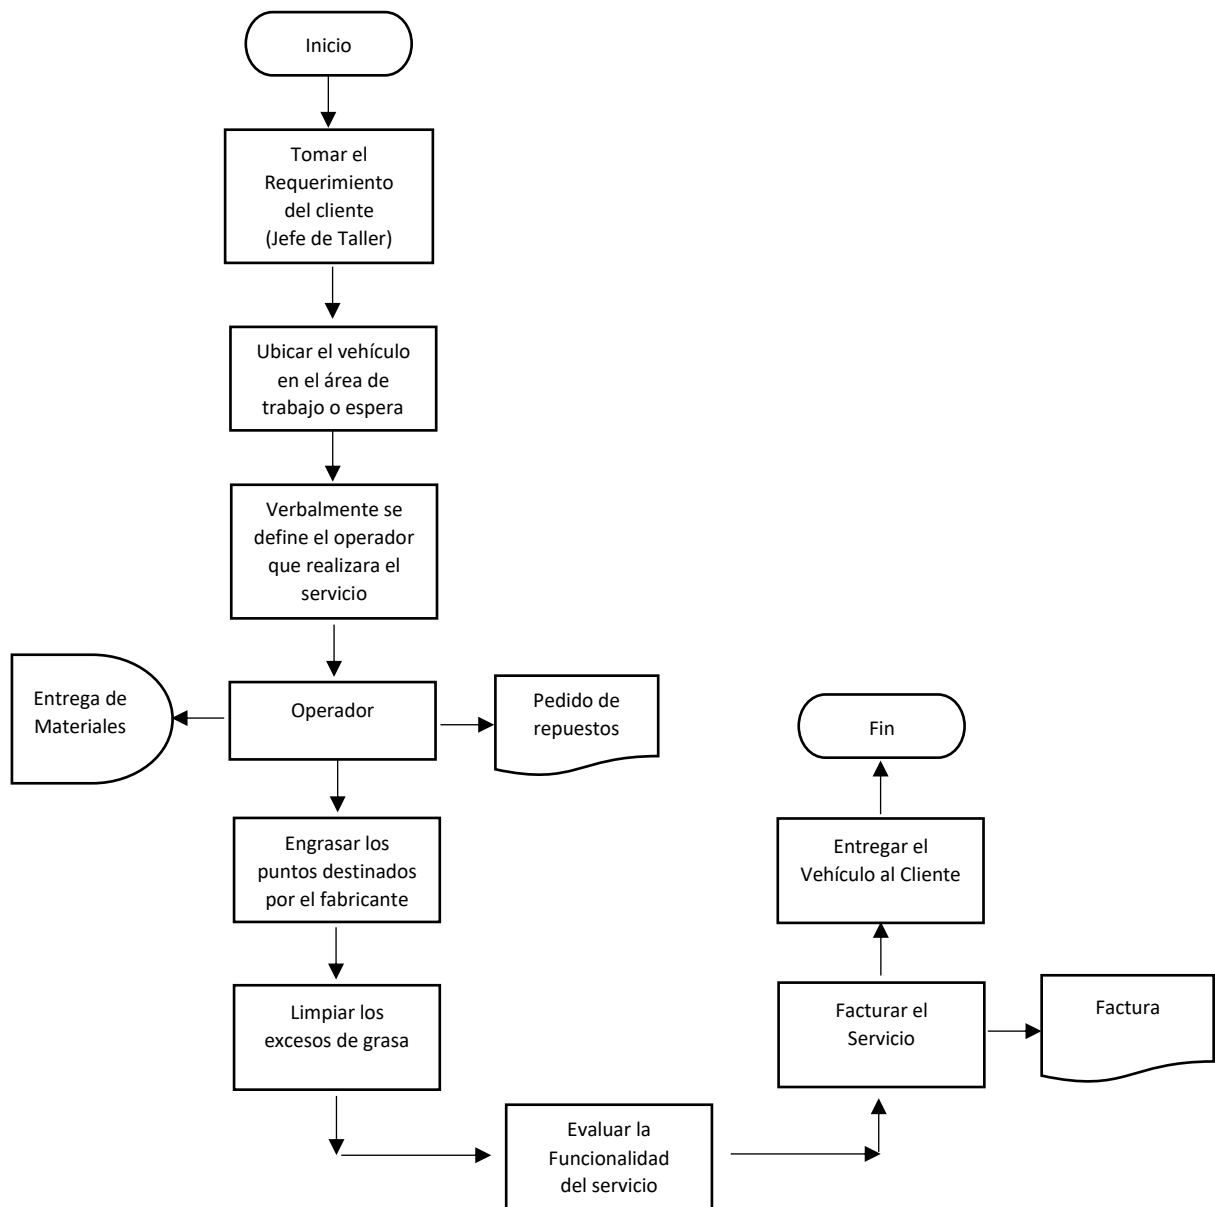 Inicio
Tomar el
Requerimiento
del cliente
(Jefe de Taller)
Ubicar el vehículo
en el área de
trabajo o espera
Verbalmente se
define el operador
que realizara el
servicio
Entrega de
Materiales
Operador
Pedido de
repuestos
Engrasar los
puntos destinados
por el fabricante
Limpiar los
excesos de grasa
Evaluar la
Funcionalidad
del servicio
Facturar el
Servicio
Factura
Entregar el
Vehículo al Cliente
Fin